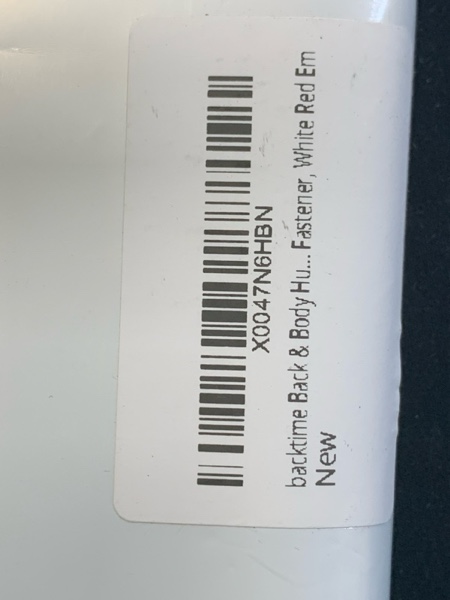 X0047N6HBN
backtime Back & Body Hu... Fastener, White Red Em
New